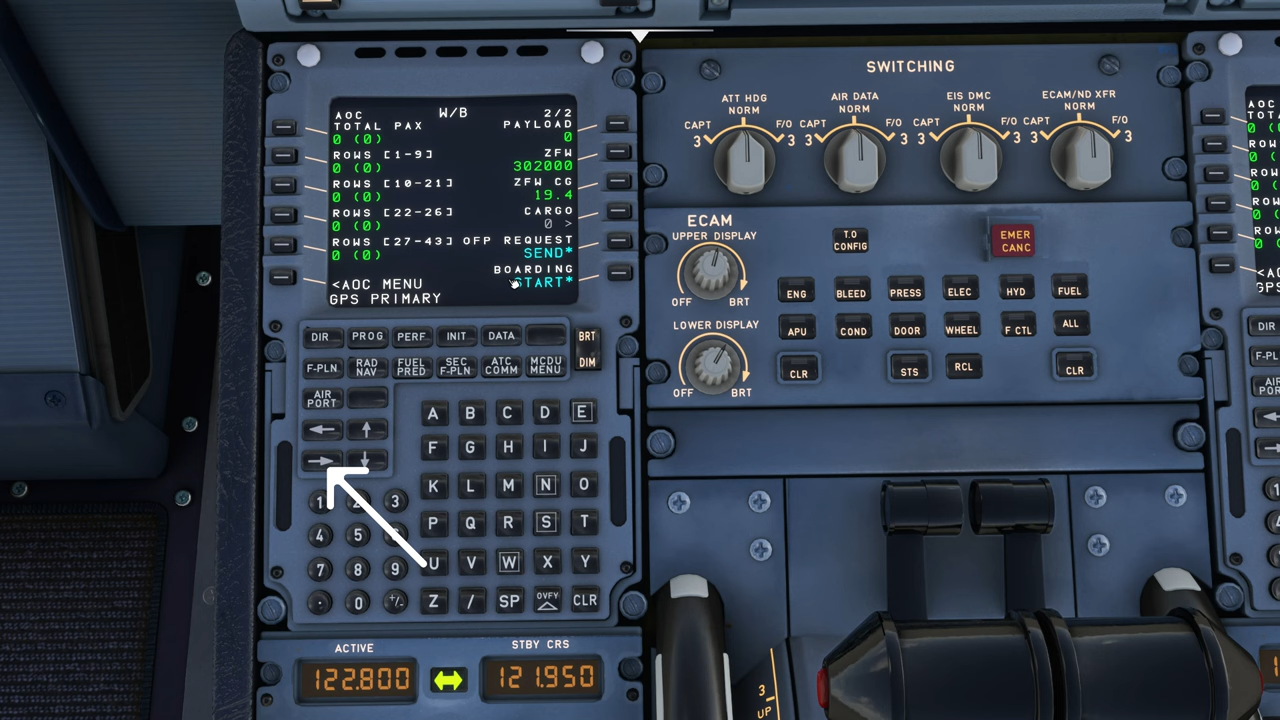 AOC W/B 2/2
TOTAL PAX PAYLOAD
0 (0) 0
ROWS [1-9] ZFW
0 (0) 302000
ROWS [10-21] ZFW CG
0 (0) 19.4
ROWS [22-26] CARGO
0 (0) 0 >
ROWS [27-43] OFP REQUEST
0 (0) SEND*
BOARDING
<AOC MENU START*
GPS PRIMARY
DIR PROG PERF INIT DATA
BRT
DIM
F-PLN RAD NAV FUEL PRED SEC F-PLN ATC COMM MCDU MENU
AIR PORT
← ↑
→ ↓
A B C D E
F G H I J
K L M N O
P Q R S T
U V W X Y
Z / SP OVFY CLR
1 2 3
4 5
7 8 9
. 0 +/-
ACTIVE STBY CRS
122.800 121.950
SWITCHING
ATT HDG AIR DATA EIS DMC ECAM/ND XFR
NORM NORM NORM NORM
CAPT F/O CAPT F/O CAPT F/O CAPT F/O
3 3 3 3 3 3 3 3
ECAM
UPPER DISPLAY
OFF BRT
LOWER DISPLAY
OFF BRT
T.O CONFIG
EMER CANC
ENG BLEED PRESS ELEC HYD FUEL
APU COND DOOR WHEEL F CTL ALL
CLR STS RCL CLR
3
UP
DIR
F-PL
AIR